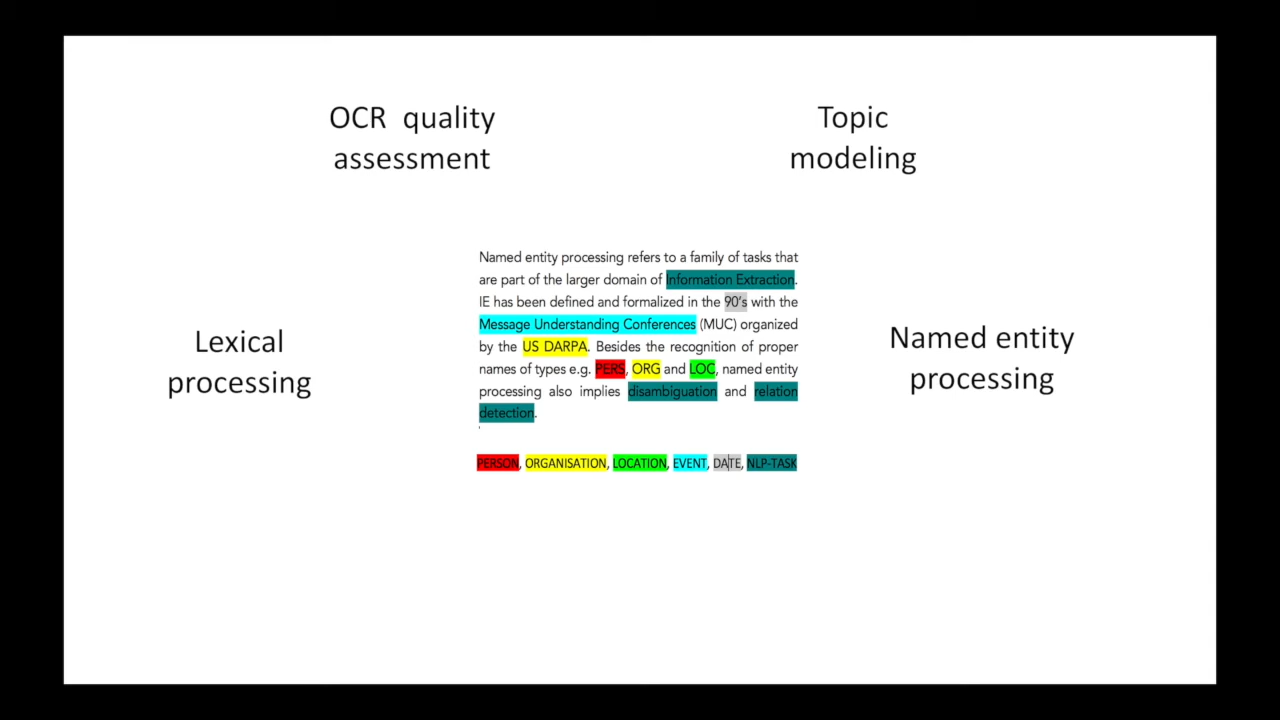 OCR quality
assessment
Topic
modeling
Lexical
processing
Named entity processing refers to a family of tasks that
are part of the larger domain of Information Extraction.
IE has been defined and formalized in the 90's with the
Message Understanding Conferences (MUC) organized
by the US DARPA. Besides the recognition of proper
names of types e.g. PERS, ORG and LOC, named entity
processing also implies disambiguation and relation
detection.
PERSON, ORGANISATION, LOCATION, EVENT, DATE, NLP-TASK
Named entity
processing